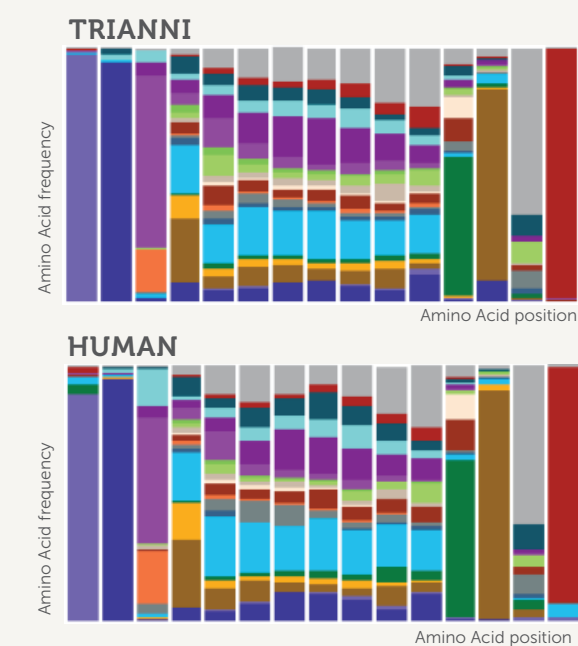 TRIANNI
Amino Acid frequency
Amino Acid position
HUMAN
Amino Acid frequency
Amino Acid position